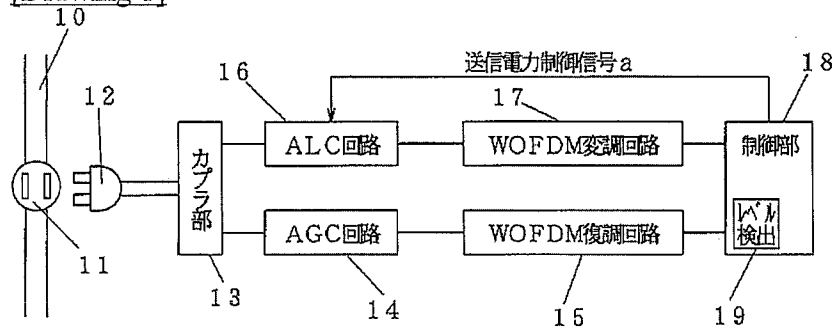 10
12
16
送信電力制御信号a
17
18
ALC回路
WOFDM変調回路
制御部
カプラ部
AGC回路
WOFDM復調回路
レベル
検出
11
13
14
15
19